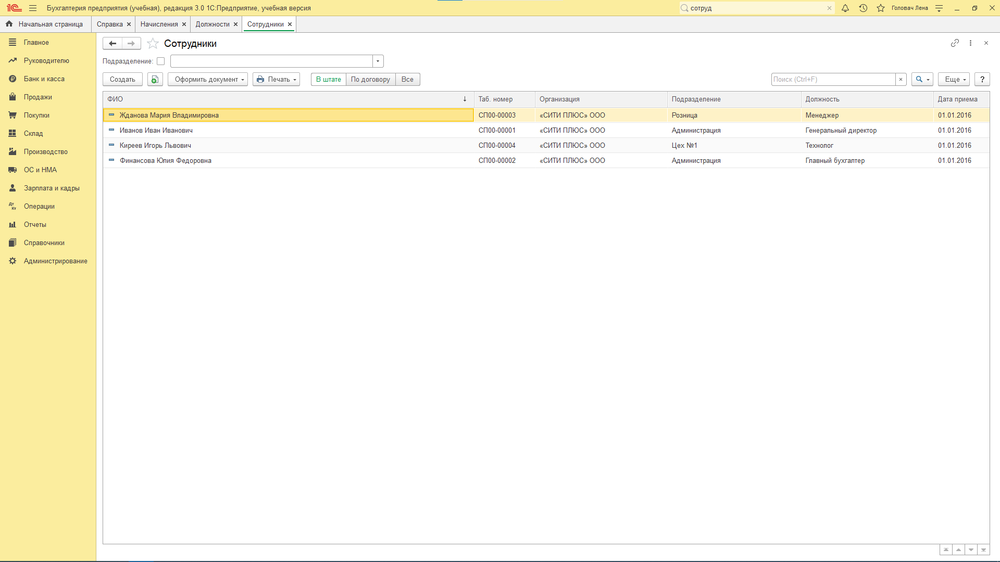 1С Бухгалтерия предприятия (учебная), редакция 3.0 1С:Предприятие, учебная версия сотруд Головач Лена
Начальная страница Справка Начисления Должности Сотрудники
Главное
Руководителю
Банк и касса
Продажи
Покупки
Склад
Производство
ОС и НМА
Зарплата и кадры
Дт Кт Операции
Отчеты
Справочники
Администрирование
Сотрудники
Подразделение:
Создать Оформить документ Печать В штате По договору Все Поиск (Ctrl+F) × Еще ?
ФИО ↓ Таб. номер Организация Подразделение Должность Дата приема
Жданова Мария Владимировна СП00-00003 «СИТИ ПЛЮС» ООО Розница Менеджер 01.01.2016
Иванов Иван Иванович СП00-00001 «СИТИ ПЛЮС» ООО Администрация Генеральный директор 01.01.2016
Киреев Игорь Львович СП00-00004 «СИТИ ПЛЮС» ООО Цех №1 Технолог 01.01.2016
Финансова Юлия Федоровна СП00-00002 «СИТИ ПЛЮС» ООО Администрация Главный бухгалтер 01.01.2016